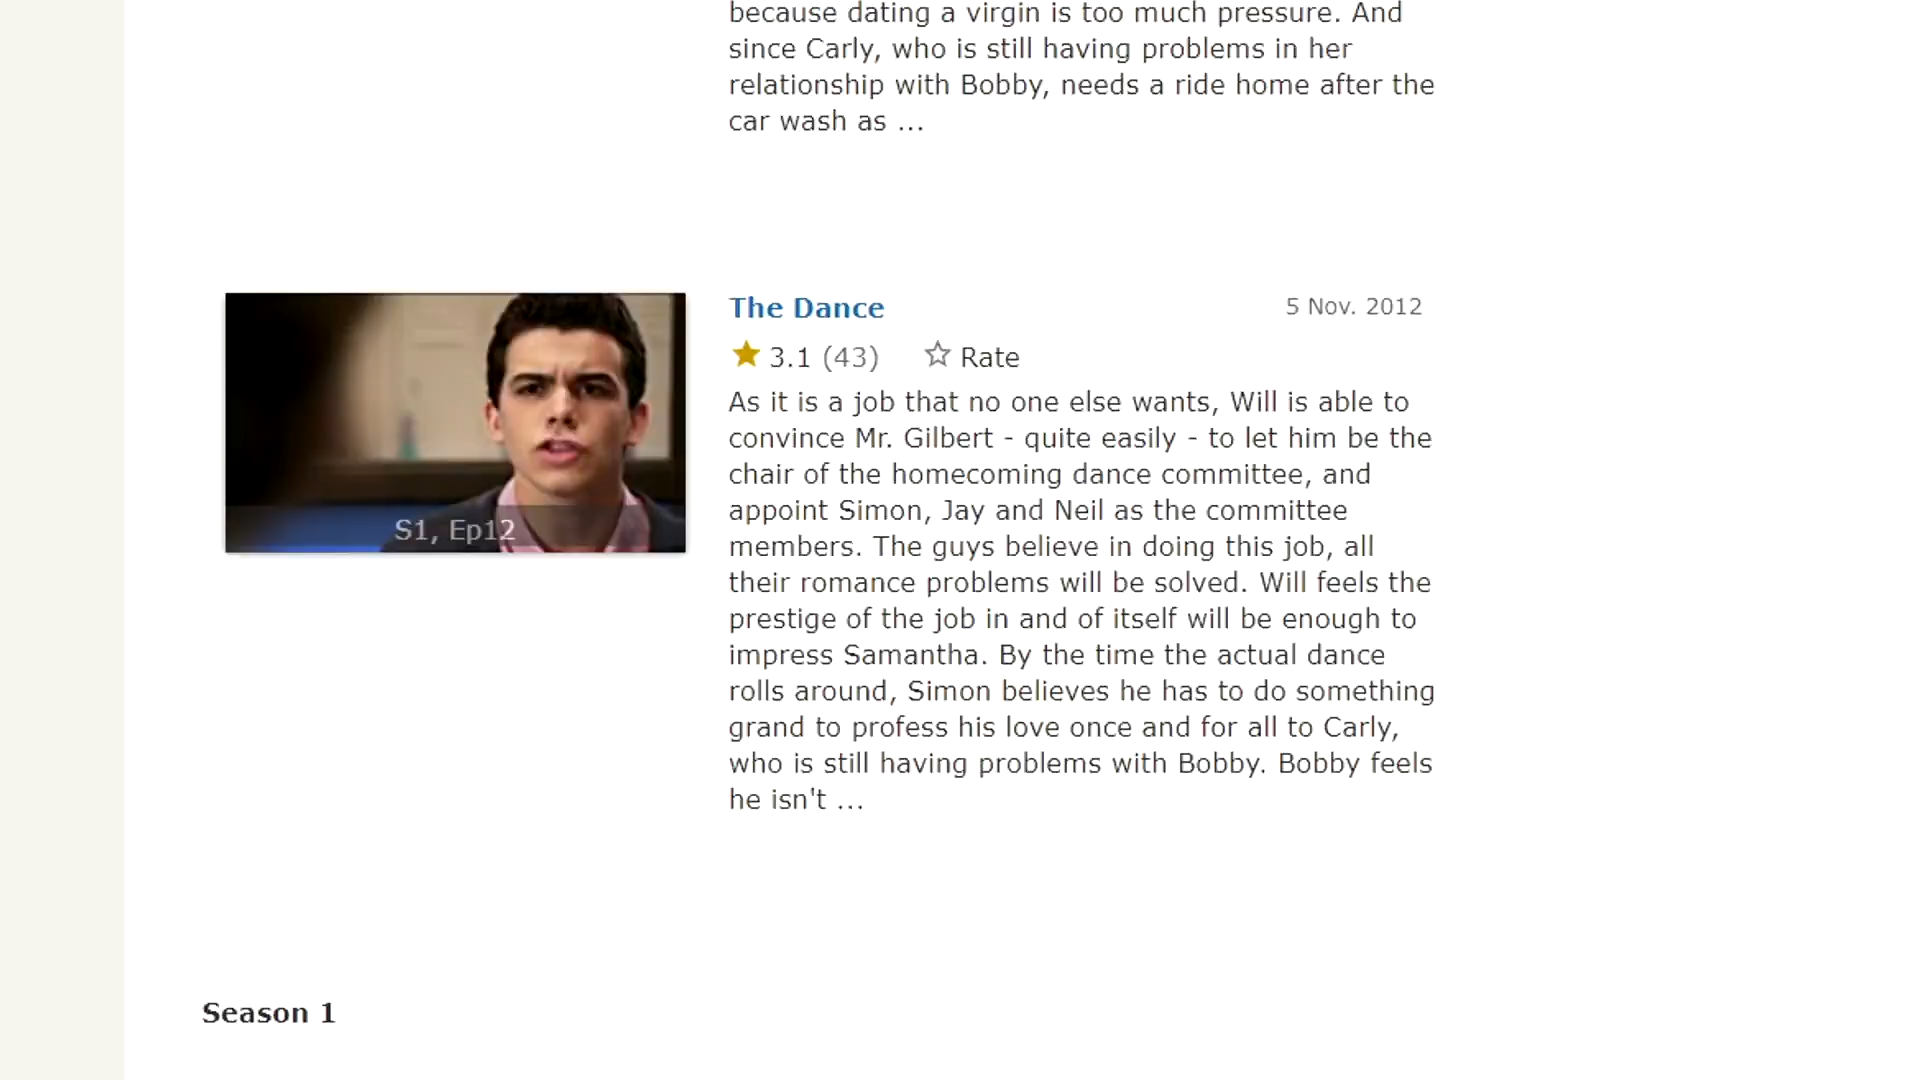 because dating a virgin is too much pressure. And
since Carly, who is still having problems in her
relationship with Bobby, needs a ride home after the
car wash as ...
The Dance
5 Nov. 2012
3.1 (43)
Rate
As it is a job that no one else wants, Will is able to
convince Mr. Gilbert - quite easily - to let him be the
chair of the homecoming dance committee, and
appoint Simon, Jay and Neil as the committee
members. The guys believe in doing this job, all
their romance problems will be solved. Will feels the
prestige of the job in and of itself will be enough to
impress Samantha. By the time the actual dance
rolls around, Simon believes he has to do something
grand to profess his love once and for all to Carly,
who is still having problems with Bobby. Bobby feels
he isn't ...
S1, Ep12
Season 1